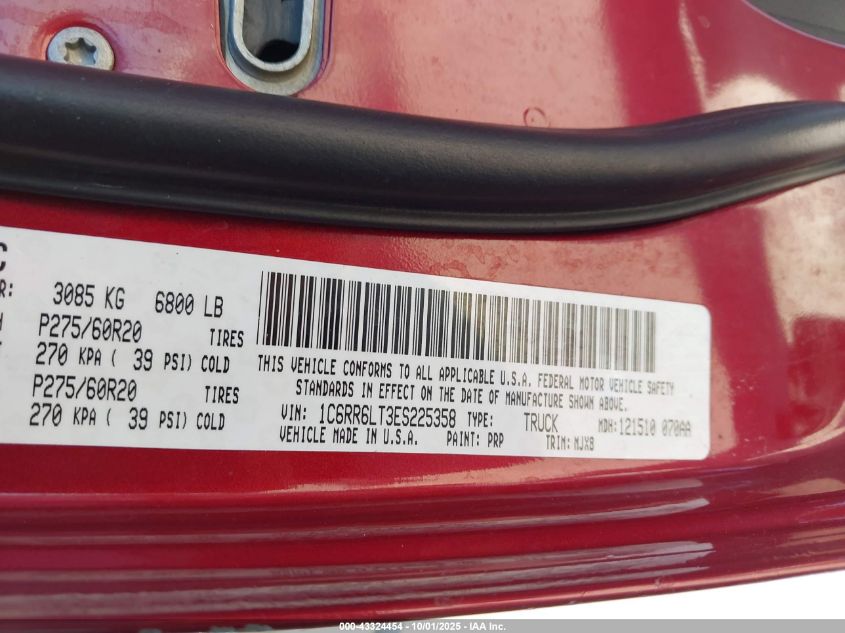 C
R: 3085 KG 6800 LB
P275/60R20 TIRES
270 KPA ( 39 PSI) COLD
P275/60R20 TIRES
270 KPA ( 39 PSI) COLD
THIS VEHICLE CONFORMS TO ALL APPLICABLE U.S.A. FEDERAL MOTOR VEHICLE SAFETY
STANDARDS IN EFFECT ON THE DATE OF MANUFACTURE SHOWN ABOVE.
VIN: 1C6RR6LT3ES225358 TYPE: TRUCK MDH:121510 070AA
VEHICLE MADE IN U.S.A. PAINT: PRP TRIM: MJX8
000-43324454 • 10/01/2025 • IAA Inc.